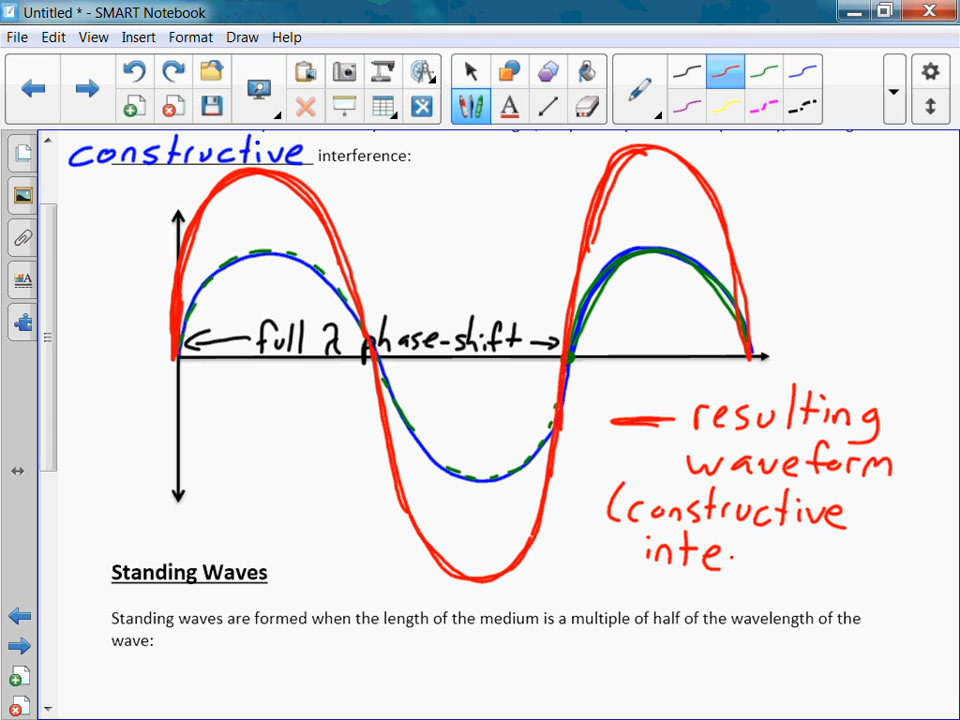 Untitled * - SMART Notebook
File Edit View Insert Format Draw Help
constructive interference:
full λ phase-shift
resulting
waveform
(constructive
inte.
Standing Waves
Standing waves are formed when the length of the medium is a multiple of half of the wavelength of the
wave: